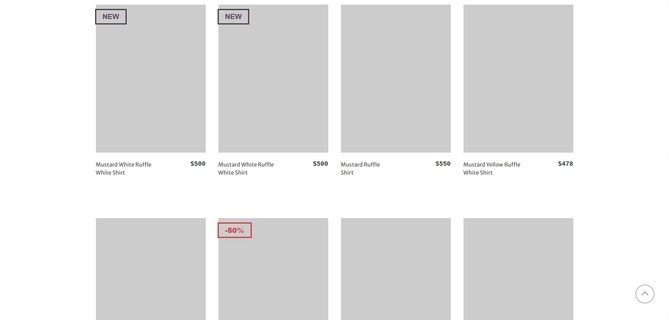 NEW
NEW
Mustard White Ruffle
White Shirt
$500
Mustard White Ruffle
White Shirt
$500
Mustard Ruffle
Shirt
$550
Mustard Yellow Ruffle
White Shirt
$478
-50%